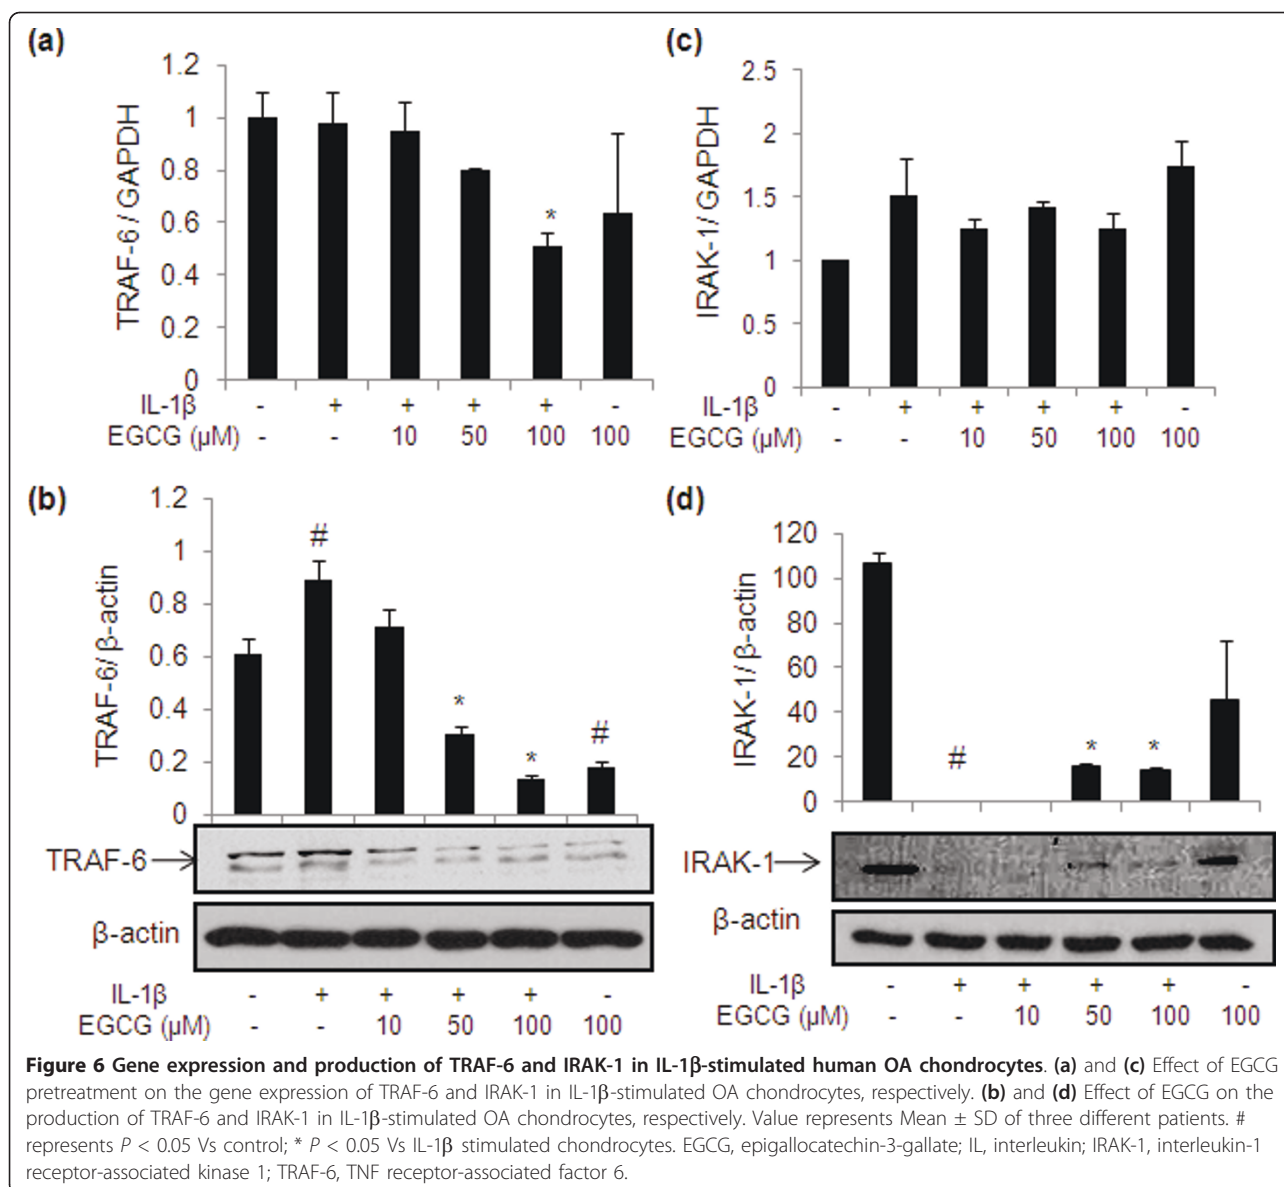 (a)
TRAF-6/GAPDH
1.2
1
0.8
0.6
0.4
0.2
0
*
IL-1β - + + + + -
EGCG (µM) - - 10 50 100 100
(c)
IRAK-1/GAPDH
2.5
2
1.5
1
0.5
0
IL-1β - + + + + -
EGCG (µM) - - 10 50 100 100
(b)
TRAF-6/β-actin
1.2
1
0.8
0.6
0.4
0.2
0
# * * #
TRAF-6
β-actin
IL-1β - + + + + -
EGCG (µM) - - 10 50 100 100
(d)
IRAK-1/β-actin
120
100
80
60
40
20
0
# * *
IRAK-1
β-actin
IL-1β - + + + + -
EGCG (µM) - - 10 50 100 100
Figure 6 Gene expression and production of TRAF-6 and IRAK-1 in IL-1β-stimulated human OA chondrocytes. (a) and (c) Effect of EGCG
pretreatment on the gene expression of TRAF-6 and IRAK-1 in IL-1β-stimulated OA chondrocytes, respectively. (b) and (d) Effect of EGCG on the
production of TRAF-6 and IRAK-1 in IL-1β-stimulated OA chondrocytes, respectively. Value represents Mean ± SD of three different patients. #
represents P < 0.05 Vs control; * P < 0.05 Vs IL-1β stimulated chondrocytes. EGCG, epigallocatechin-3-gallate; IL, interleukin; IRAK-1, interleukin-1
receptor-associated kinase 1; TRAF-6, TNF receptor-associated factor 6.